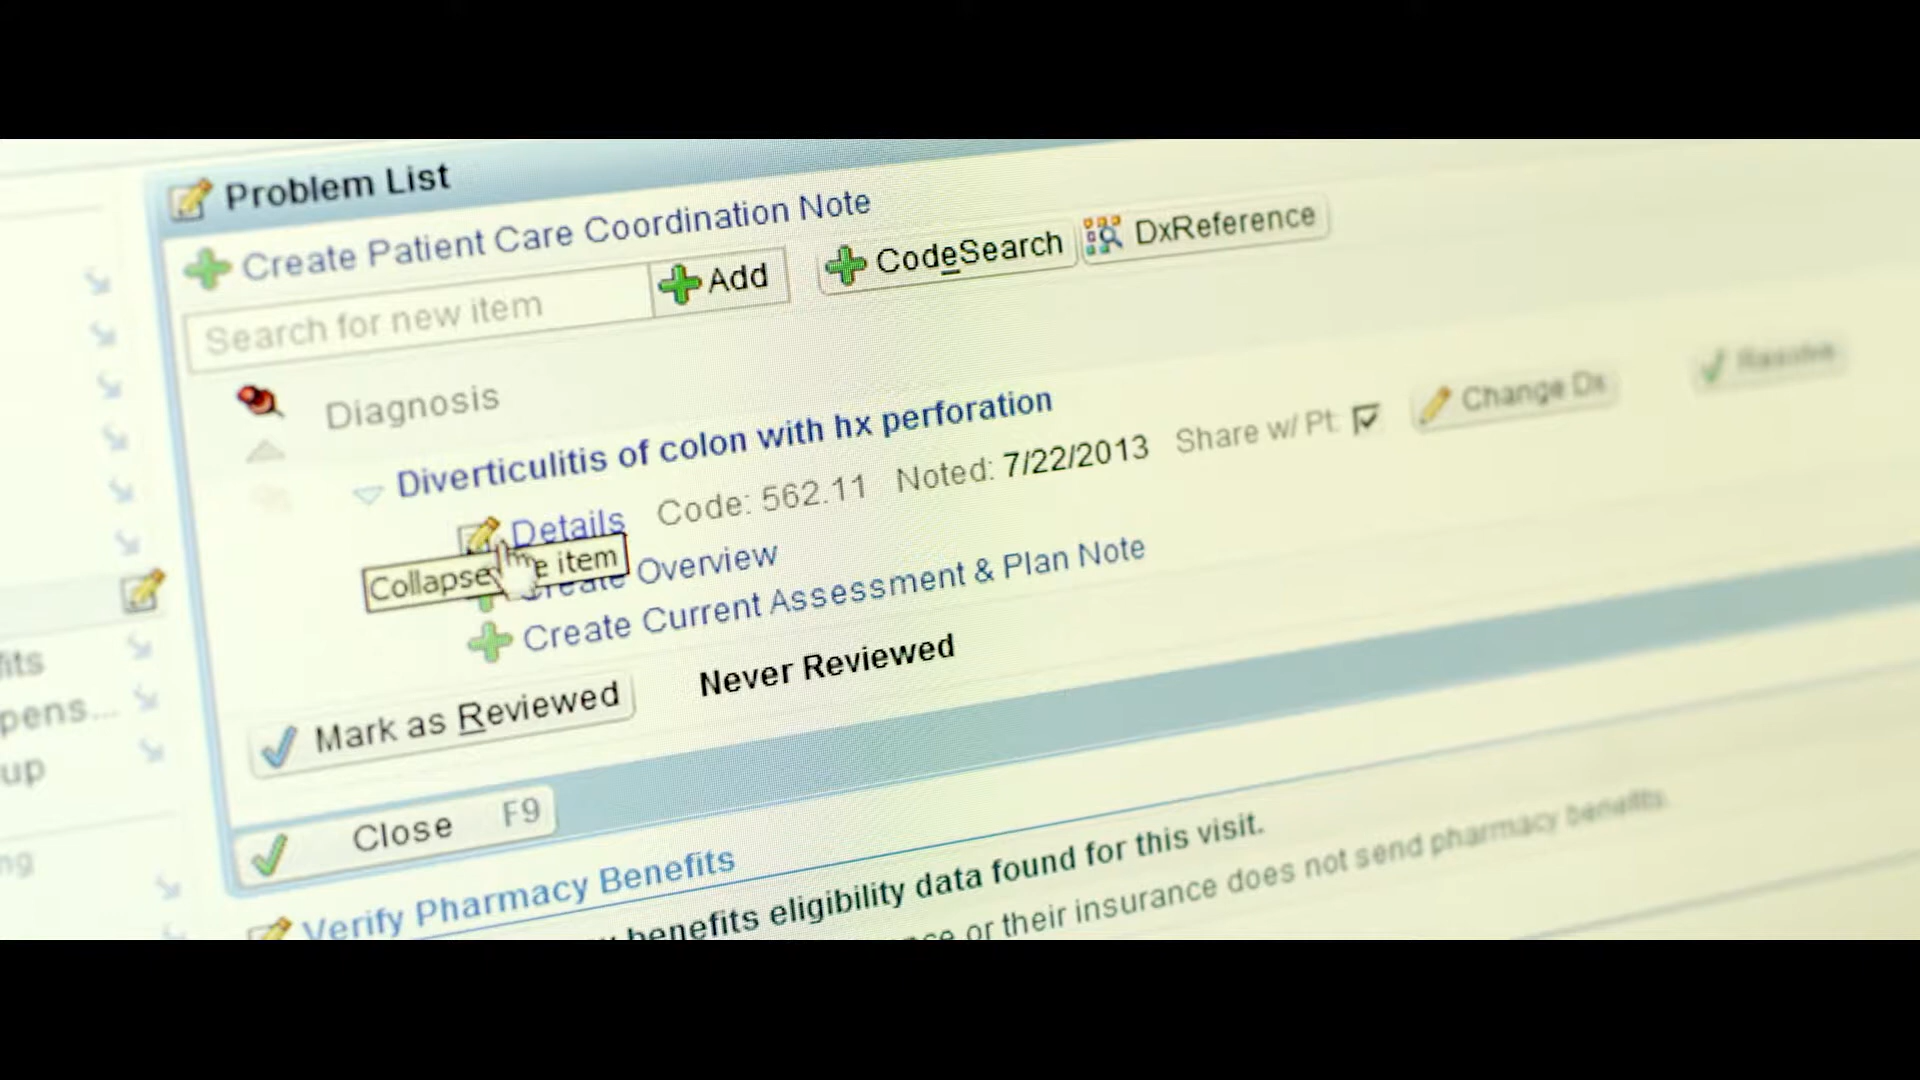 Problem List
Create Patient Care Coordination Note
Search for new item Add CodeSearch DxReference
Diagnosis
Diverticulitis of colon with hx perforation
Details Code: 562.11 Noted: 7/22/2013 Share w/ Pt: Change Dx Resolve
Collapse item
Create Overview
Create Current Assessment & Plan Note
Mark as Reviewed Never Reviewed
Close F9
Verify Pharmacy Benefits
benefits eligibility data found for this visit.
or their insurance does not send pharmacy benefits.
fits
pens...
up
ng